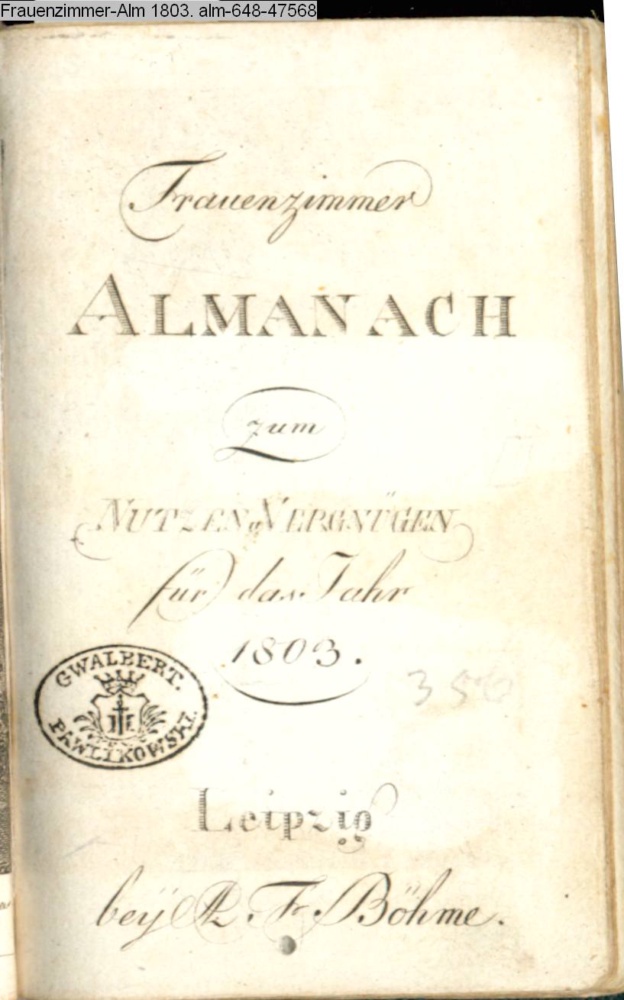 Frauenzimmer-Alm 1803. alm-648-47568
Frauenzimmer
ALMANACH
zum
NUTZEN u VERGNÜGEN
für das Jahr
1803.
GWALBERT.
PAWLIKOWSKI.
Leipzig
beÿ A. F. Böhme.